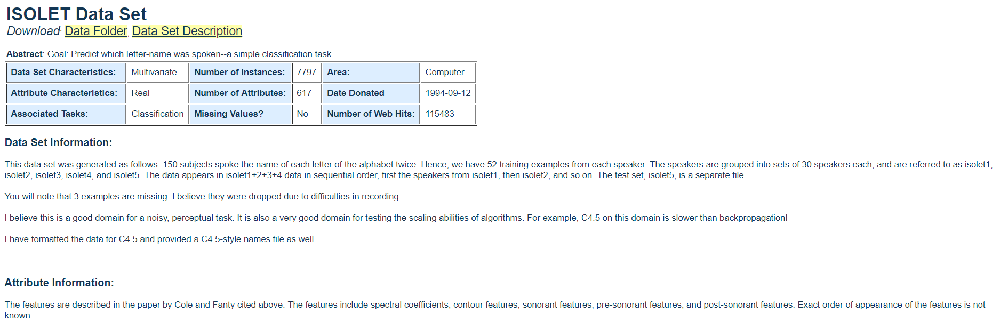 ISOLET Data Set
Download: Data Folder, Data Set Description
Abstract: Goal: Predict which letter-name was spoken--a simple classification task.
Data Set Characteristics: Multivariate Number of Instances: 7797 Area: Computer
Attribute Characteristics: Real Number of Attributes: 617 Date Donated 1994-09-12
Associated Tasks: Classification Missing Values? No Number of Web Hits: 115483
Data Set Information:
This data set was generated as follows. 150 subjects spoke the name of each letter of the alphabet twice. Hence, we have 52 training examples from each speaker. The speakers are grouped into sets of 30 speakers each, and are referred to as isolet1,
isolet2, isolet3, isolet4, and isolet5. The data appears in isolet1+2+3+4.data in sequential order, first the speakers from isolet1, then isolet2, and so on. The test set, isolet5, is a separate file.
You will note that 3 examples are missing. I believe they were dropped due to difficulties in recording.
I believe this is a good domain for a noisy, perceptual task. It is also a very good domain for testing the scaling abilities of algorithms. For example, C4.5 on this domain is slower than backpropagation!
I have formatted the data for C4.5 and provided a C4.5-style names file as well.
Attribute Information:
The features are described in the paper by Cole and Fanty cited above. The features include spectral coefficients; contour features, sonorant features, pre-sonorant features, and post-sonorant features. Exact order of appearance of the features is not
known.